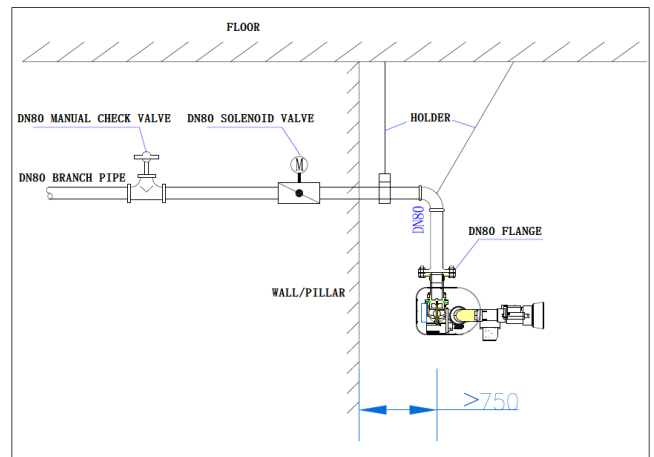 FLOOR
DN80 MANUAL CHECK VALVE
DN80 SOLENOID VALVE
HOLDER
M
DN80 BRANCH PIPE
DN80
DN80 FLANGE
WALL/PILLAR
>750